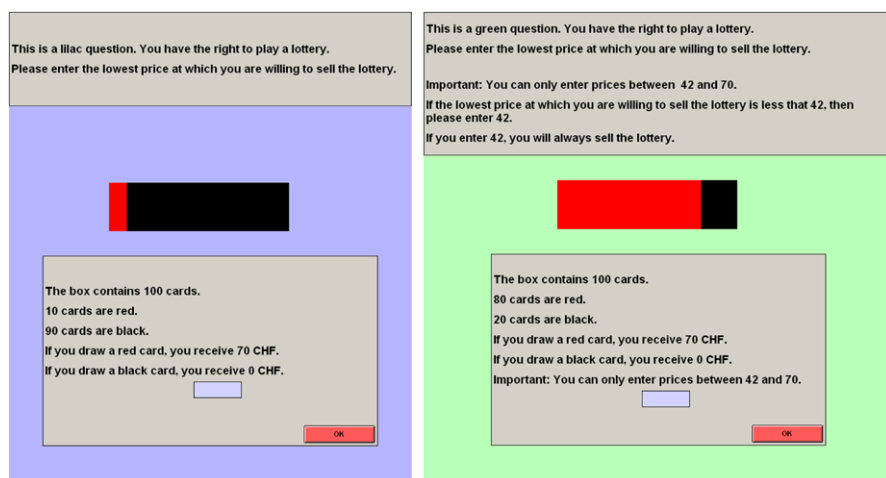 This is a lilac question. You have the right to play a lottery.
Please enter the lowest price at which you are willing to sell the lottery.
The box contains 100 cards.
10 cards are red.
90 cards are black.
If you draw a red card, you receive 70 CHF.
If you draw a black card, you receive 0 CHF.
OK
This is a green question. You have the right to play a lottery.
Please enter the lowest price at which you are willing to sell the lottery.
Important: You can only enter prices between 42 and 70.
If the lowest price at which you are willing to sell the lottery is less that 42, then
please enter 42.
If you enter 42, you will always sell the lottery.
The box contains 100 cards.
80 cards are red.
20 cards are black.
If you draw a red card, you receive 70 CHF.
If you draw a black card, you receive 0 CHF.
Important: You can only enter prices between 42 and 70.
OK